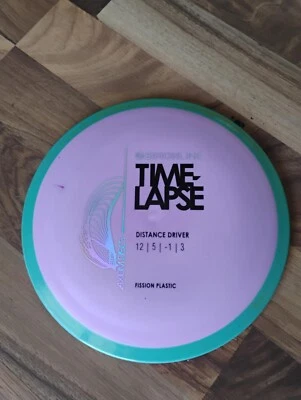 TIME-
LAPSE
DISTANCE DRIVER
12 | 5 | -1 | 3
FISSION PLASTIC